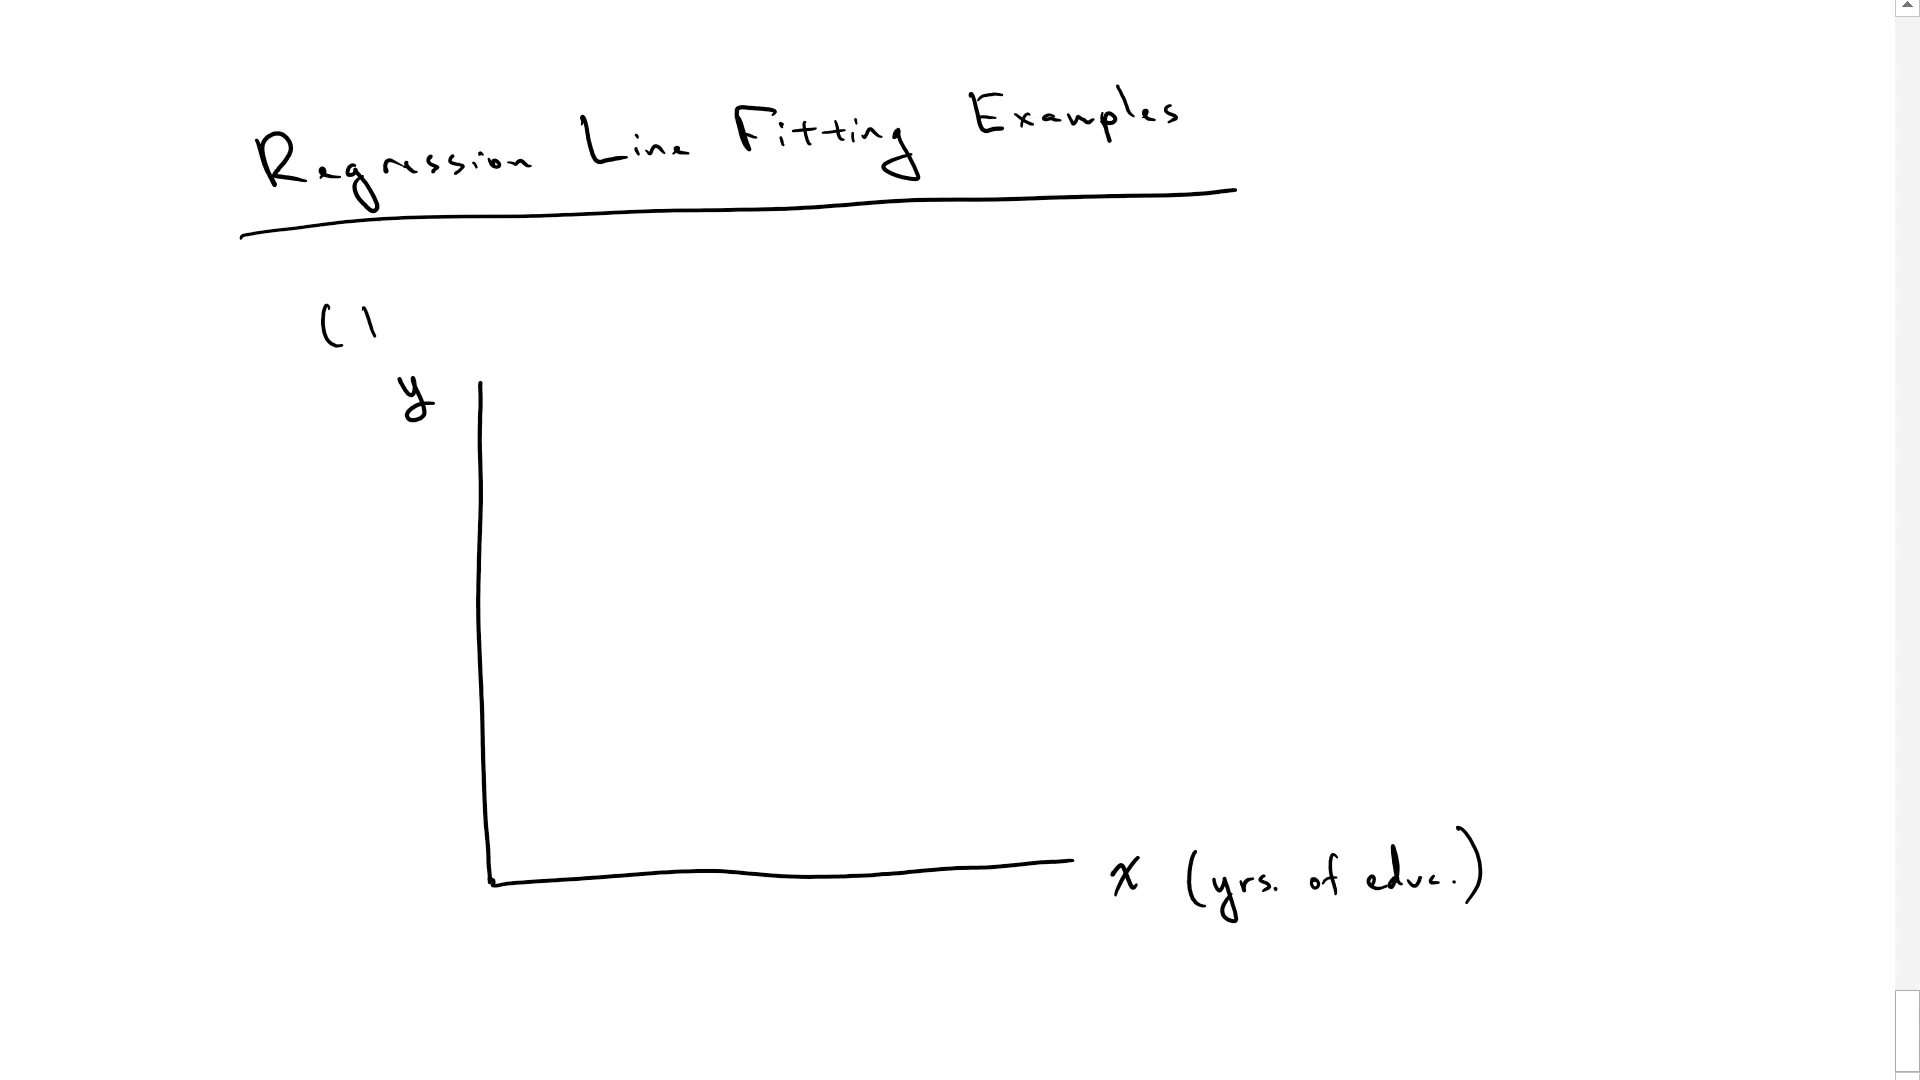 Regression Line Fitting Examples
(1
y
x (yrs. of educ.)